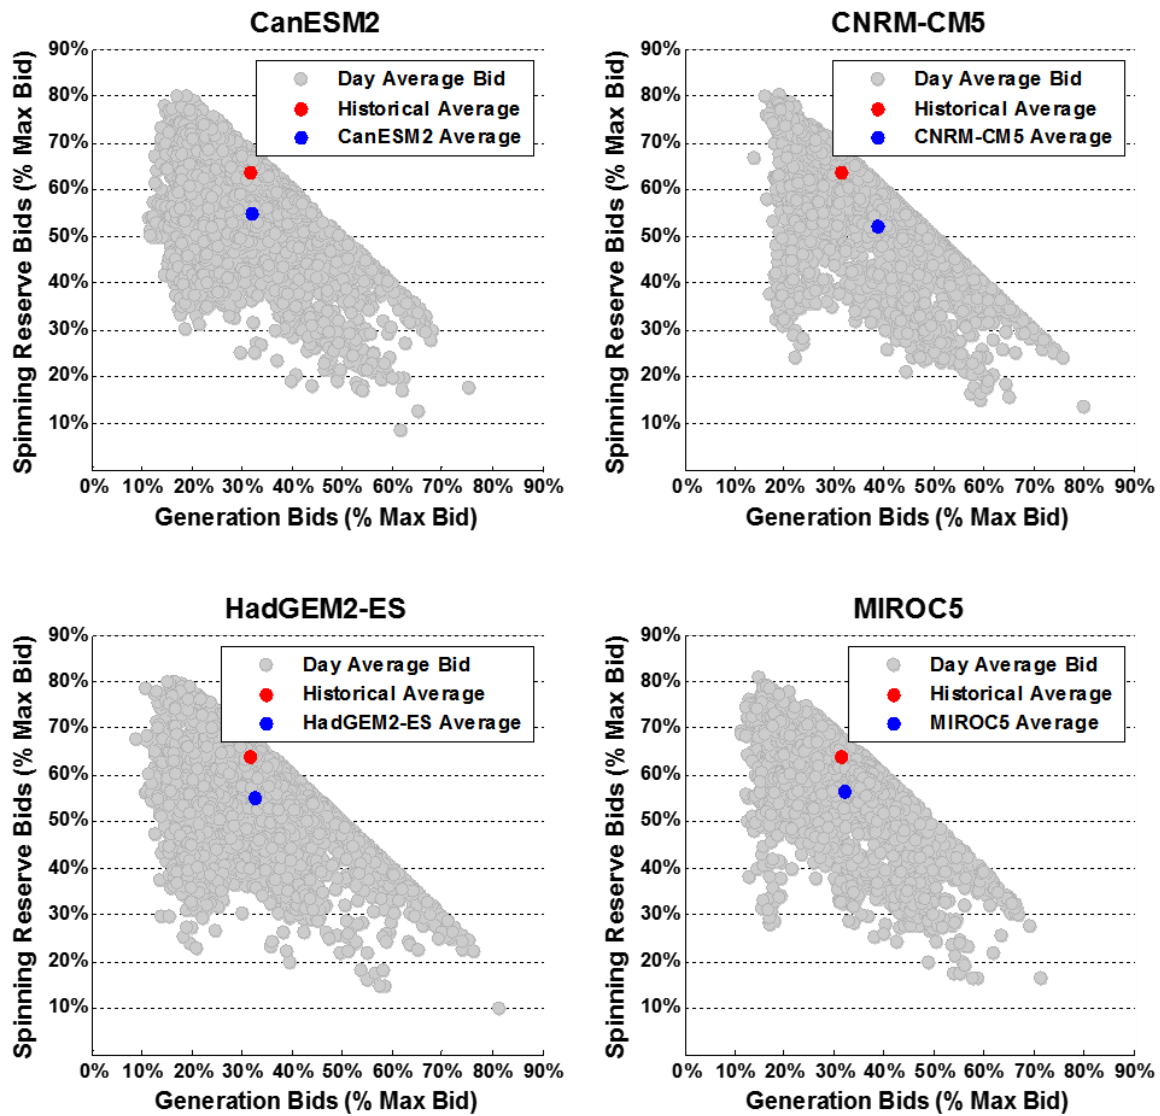 CanESM2
90%
80%
70%
60%
50%
40%
30%
20%
10%
Spinning Reserve Bids (% Max Bid)
Day Average Bid
Historical Average
CanESM2 Average
0% 10% 20% 30% 40% 50% 60% 70% 80% 90%
Generation Bids (% Max Bid)
CNRM-CM5
90%
80%
70%
60%
50%
40%
30%
20%
10%
Spinning Reserve Bids (% Max Bid)
Day Average Bid
Historical Average
CNRM-CM5 Average
0% 10% 20% 30% 40% 50% 60% 70% 80% 90%
Generation Bids (% Max Bid)
HadGEM2-ES
90%
80%
70%
60%
50%
40%
30%
20%
10%
Spinning Reserve Bids (% Max Bid)
Day Average Bid
Historical Average
HadGEM2-ES Average
0% 10% 20% 30% 40% 50% 60% 70% 80% 90%
Generation Bids (% Max Bid)
MIROC5
90%
80%
70%
60%
50%
40%
30%
20%
10%
Spinning Reserve Bids (% Max Bid)
Day Average Bid
Historical Average
MIROC5 Average
0% 10% 20% 30% 40% 50% 60% 70% 80% 90%
Generation Bids (% Max Bid)